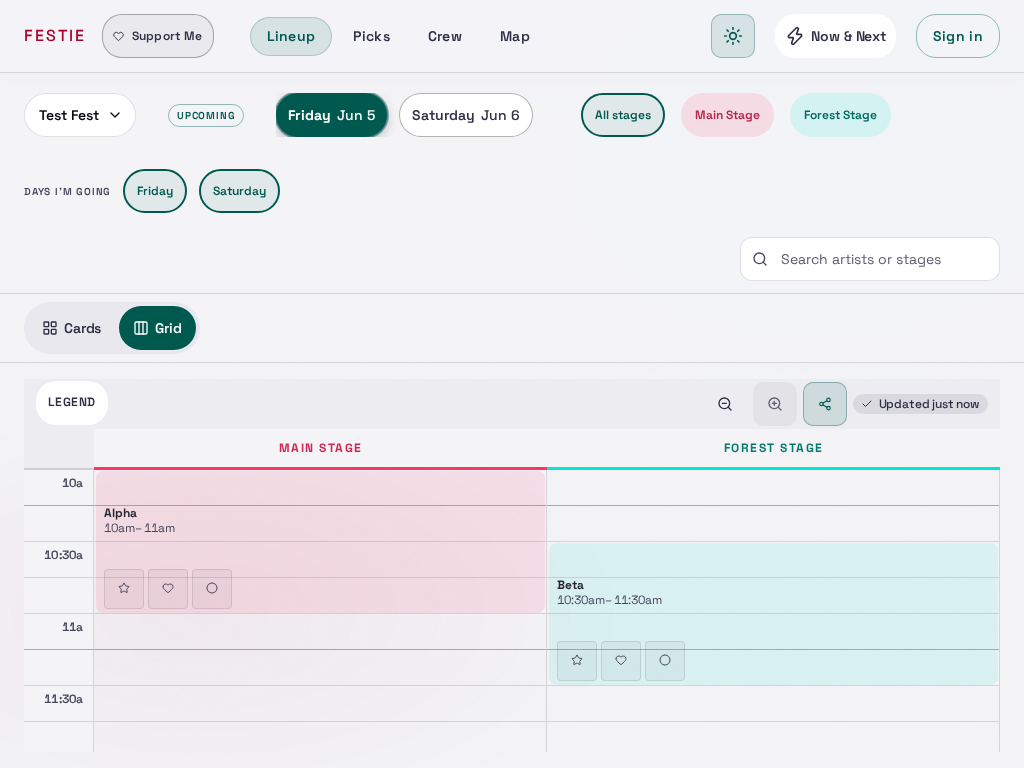 FESTIE
Support Me
Lineup
Picks
Crew
Map
Now & Next
Sign in
Test Fest
UPCOMING
Friday Jun 5
Saturday Jun 6
All stages
Main Stage
Forest Stage
DAYS I'M GOING
Friday
Saturday
Search artists or stages
Cards
Grid
LEGEND
Updated just now
MAIN STAGE
FOREST STAGE
10a
Alpha
10am–11am
10:30a
Beta
10:30am–11:30am
11a
11:30a